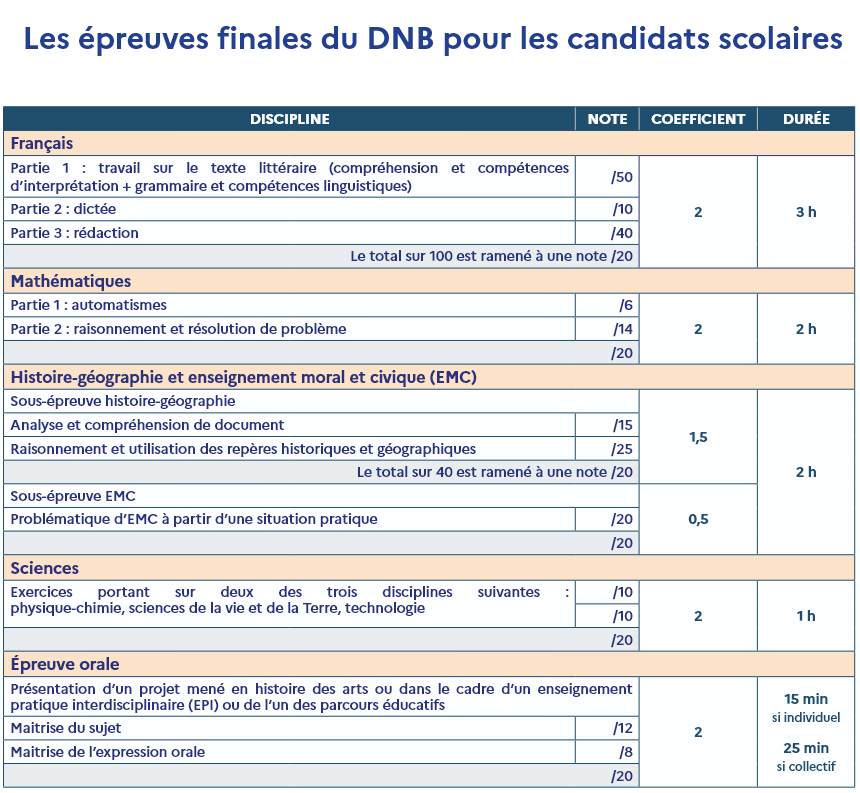 Les épreuves finales du DNB pour les candidats scolaires
DISCIPLINE NOTE COEFFICIENT DURÉE
Français
Partie 1 : travail sur le texte littéraire (compréhension et compétences
d’interprétation + grammaire et compétences linguistiques) /50
Partie 2 : dictée /10 2 3 h
Partie 3 : rédaction /40
Le total sur 100 est ramené à une note /20
Mathématiques
Partie 1 : automatismes /6
Partie 2 : raisonnement et résolution de problème /14 2 2 h
/20
Histoire-géographie et enseignement moral et civique (EMC)
Sous-épreuve histoire-géographie
Analyse et compréhension de document /15
1,5
Raisonnement et utilisation des repères historiques et géographiques /25
Le total sur 40 est ramené à une note /20 2 h
Sous-épreuve EMC
Problématique d’EMC à partir d’une situation pratique /20 0,5
/20
Sciences
Exercices portant sur deux des trois disciplines suivantes : /10
physique-chimie, sciences de la vie et de la Terre, technologie /10 2 1 h
/20
Épreuve orale
Présentation d’un projet mené en histoire des arts ou dans le cadre d’un enseignement
pratique interdisciplinaire (EPI) ou de l’un des parcours éducatifs
15 min
si individuel
Maitrise du sujet /12 2
Maitrise de l’expression orale /8 25 min
si collectif
/20